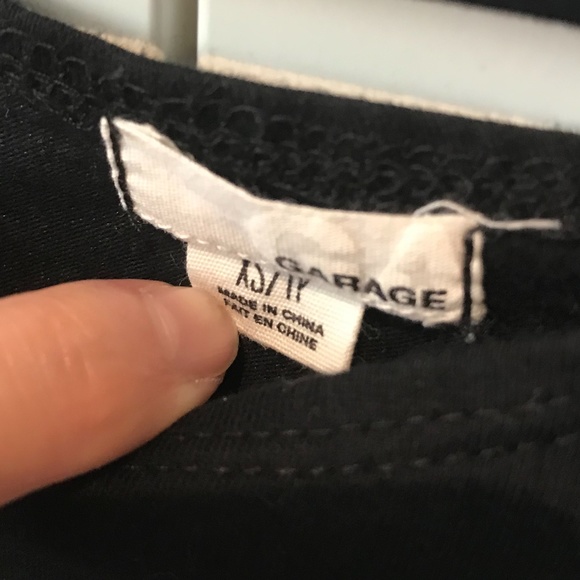 GARAGE
XS/TP
MADE IN CHINA
FAIT EN CHINE